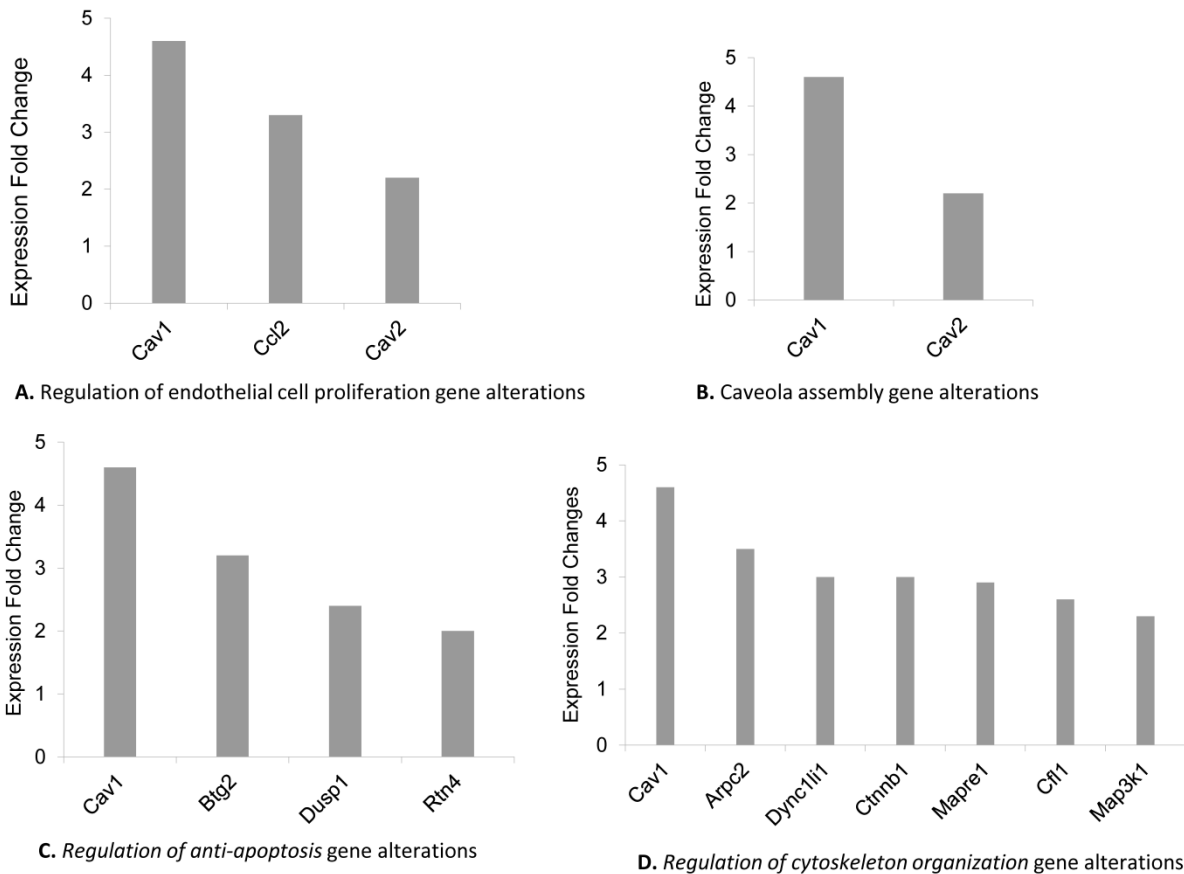 Expression Fold Change
5
4
3
2
1
0
Cav1
Ccl2
Cav2
A. Regulation of endothelial cell proliferation gene alterations
Expression Fold Change
5
4
3
2
1
0
Cav1
Cav2
B. Caveola assembly gene alterations
Expression Fold Change
5
4
3
2
1
0
Cav1
Btg2
Dusp1
Rtn4
C. Regulation of anti-apoptosis gene alterations
Expression Fold Changes
5
4
3
2
1
0
Cav1
Arpc2
Dync1li1
Ctnnb1
Mapre1
Cfl1
Map3k1
D. Regulation of cytoskeleton organization gene alterations